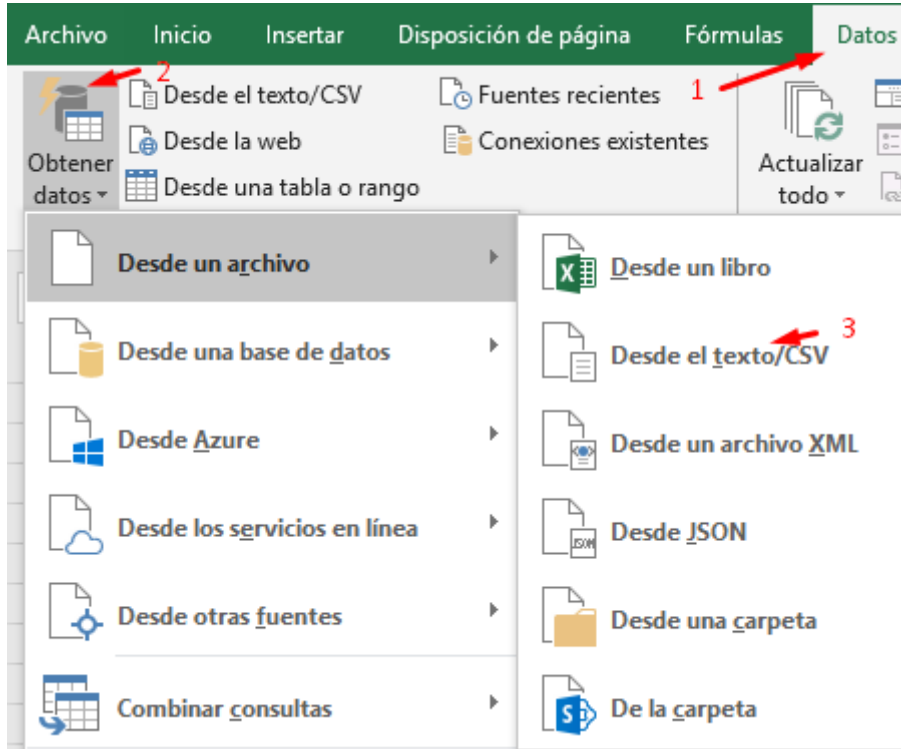 Archivo Inicio Insertar Disposición de página Fórmulas Datos
2
Desde el texto/CSV Fuentes recientes 1
Desde la web Conexiones existentes
Obtener datos Desde una tabla o rango Actualizar todo
Desde un archivo Desde un libro
3
Desde una base de datos Desde el texto/CSV
Desde Azure Desde un archivo XML
Desde los servicios en línea Desde JSON
JSON
Desde otras fuentes Desde una carpeta
Combinar consultas De la carpeta